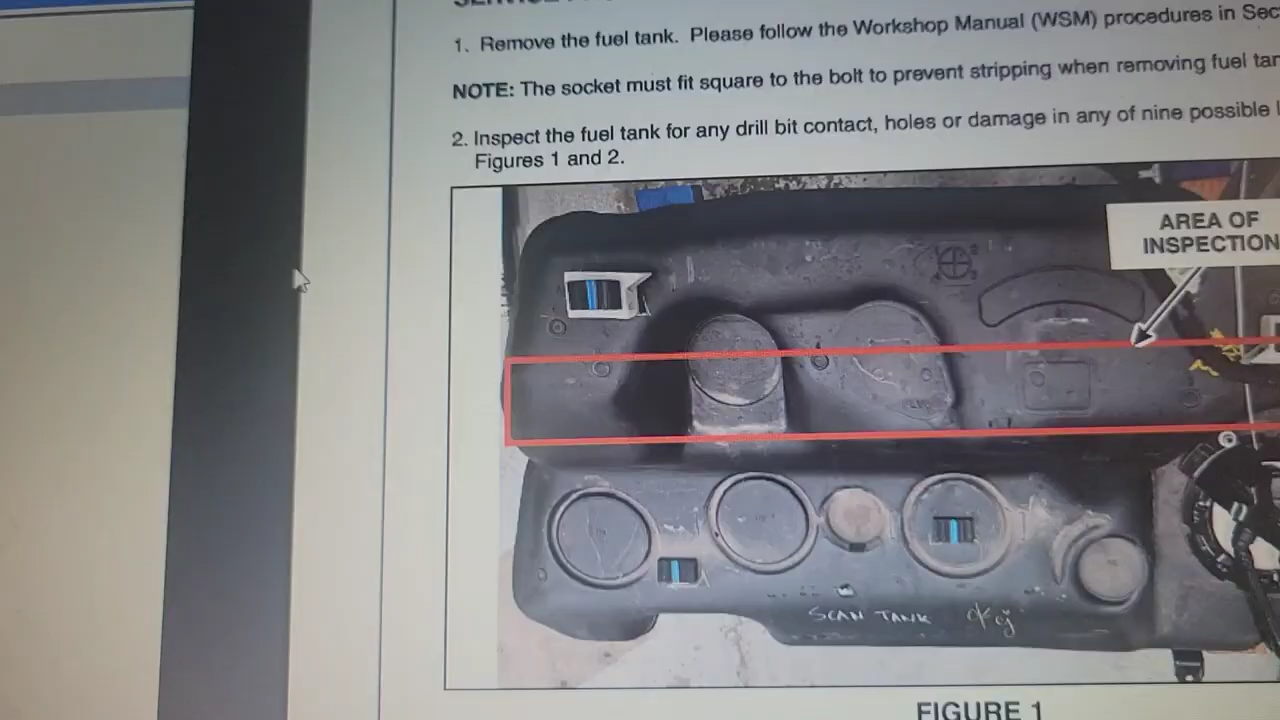 1. Remove the fuel tank. Please follow the Workshop Manual (WSM) procedures in Sec
NOTE: The socket must fit square to the bolt to prevent stripping when removing fuel tan
2. Inspect the fuel tank for any drill bit contact, holes or damage in any of nine possible l
Figures 1 and 2.
AREA OF
INSPECTION
SCAN TANK
FIGURE 1